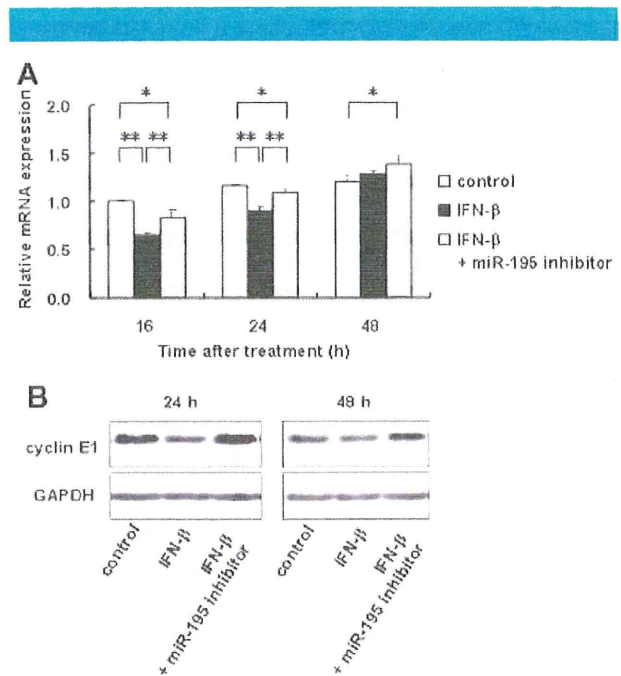 A
* * *
** ** ** **
Relative mRNA expression
2.0
1.5
1.0
0.5
0.0
16 24 48
Time after treatment (h)
control
IFN-β
IFN-β
+ miR-195 inhibitor
B
24 h 48 h
cyclin E1
GAPDH
control IFN-β IFN-β
+ miR-195 inhibitor
control IFN-β IFN-β
+ miR-195 inhibitor